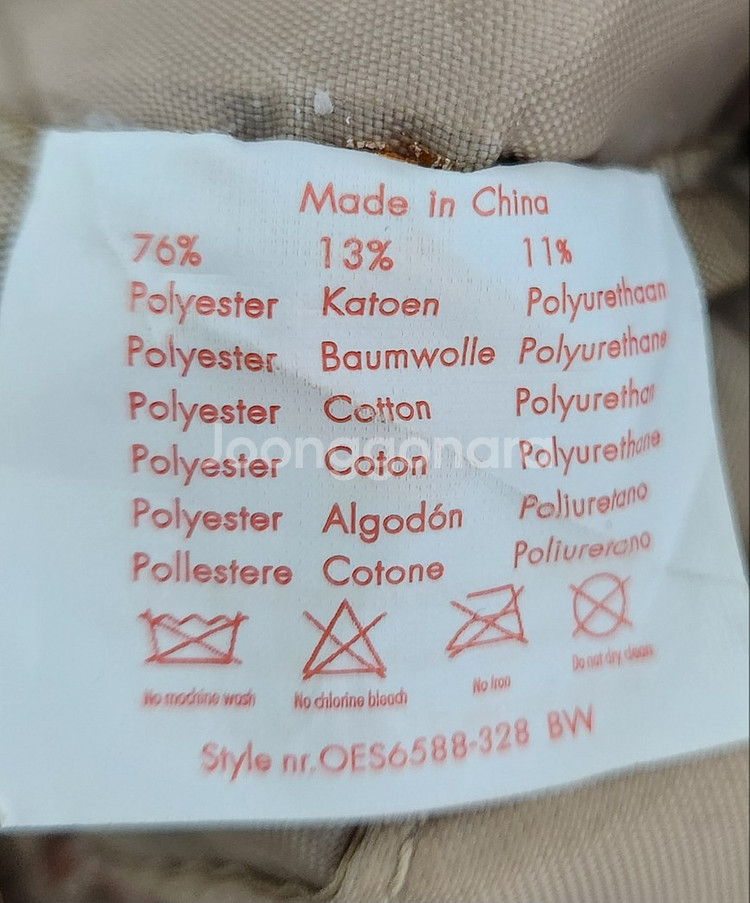 Made in China
76% 13% 11%
Polyester Katoen Polyurethaan
Polyester Baumwolle Polyurethane
Polyester Cotton Polyurethan
Polyester Coton Polyurethane
Polyester Algodón Poliuretano
Pollestere Cotone Poliuretano
No machine wash No chlorine bleach No Iron Do not dry clean
Style nr.OES6588-328 BW
Joonggonara